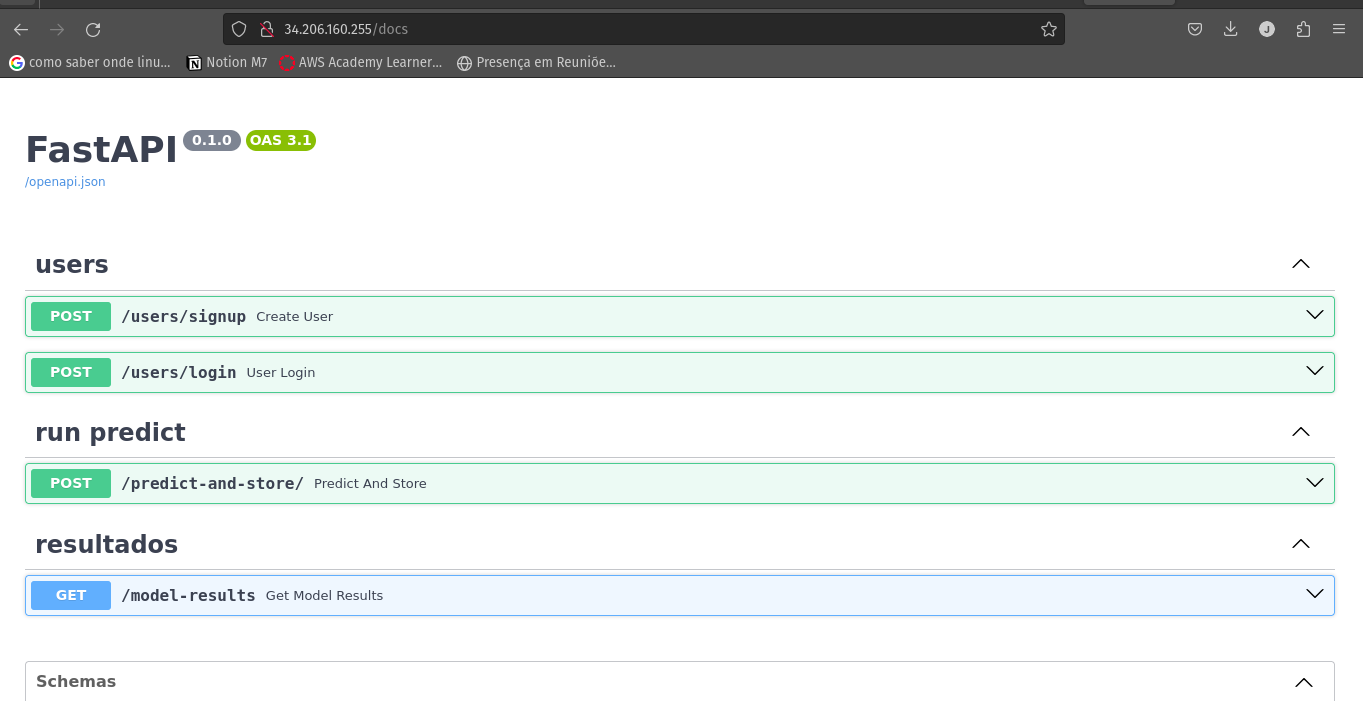 34.206.160.255/docs
J
como saber onde linu... Notion M7 AWS Academy Learner... Presença em Reuniõe...
FastAPI 0.1.0 OAS 3.1
/openapi.json
users
POST /users/signup Create User
POST /users/login User Login
run predict
POST /predict-and-store/ Predict And Store
resultados
GET /model-results Get Model Results
Schemas